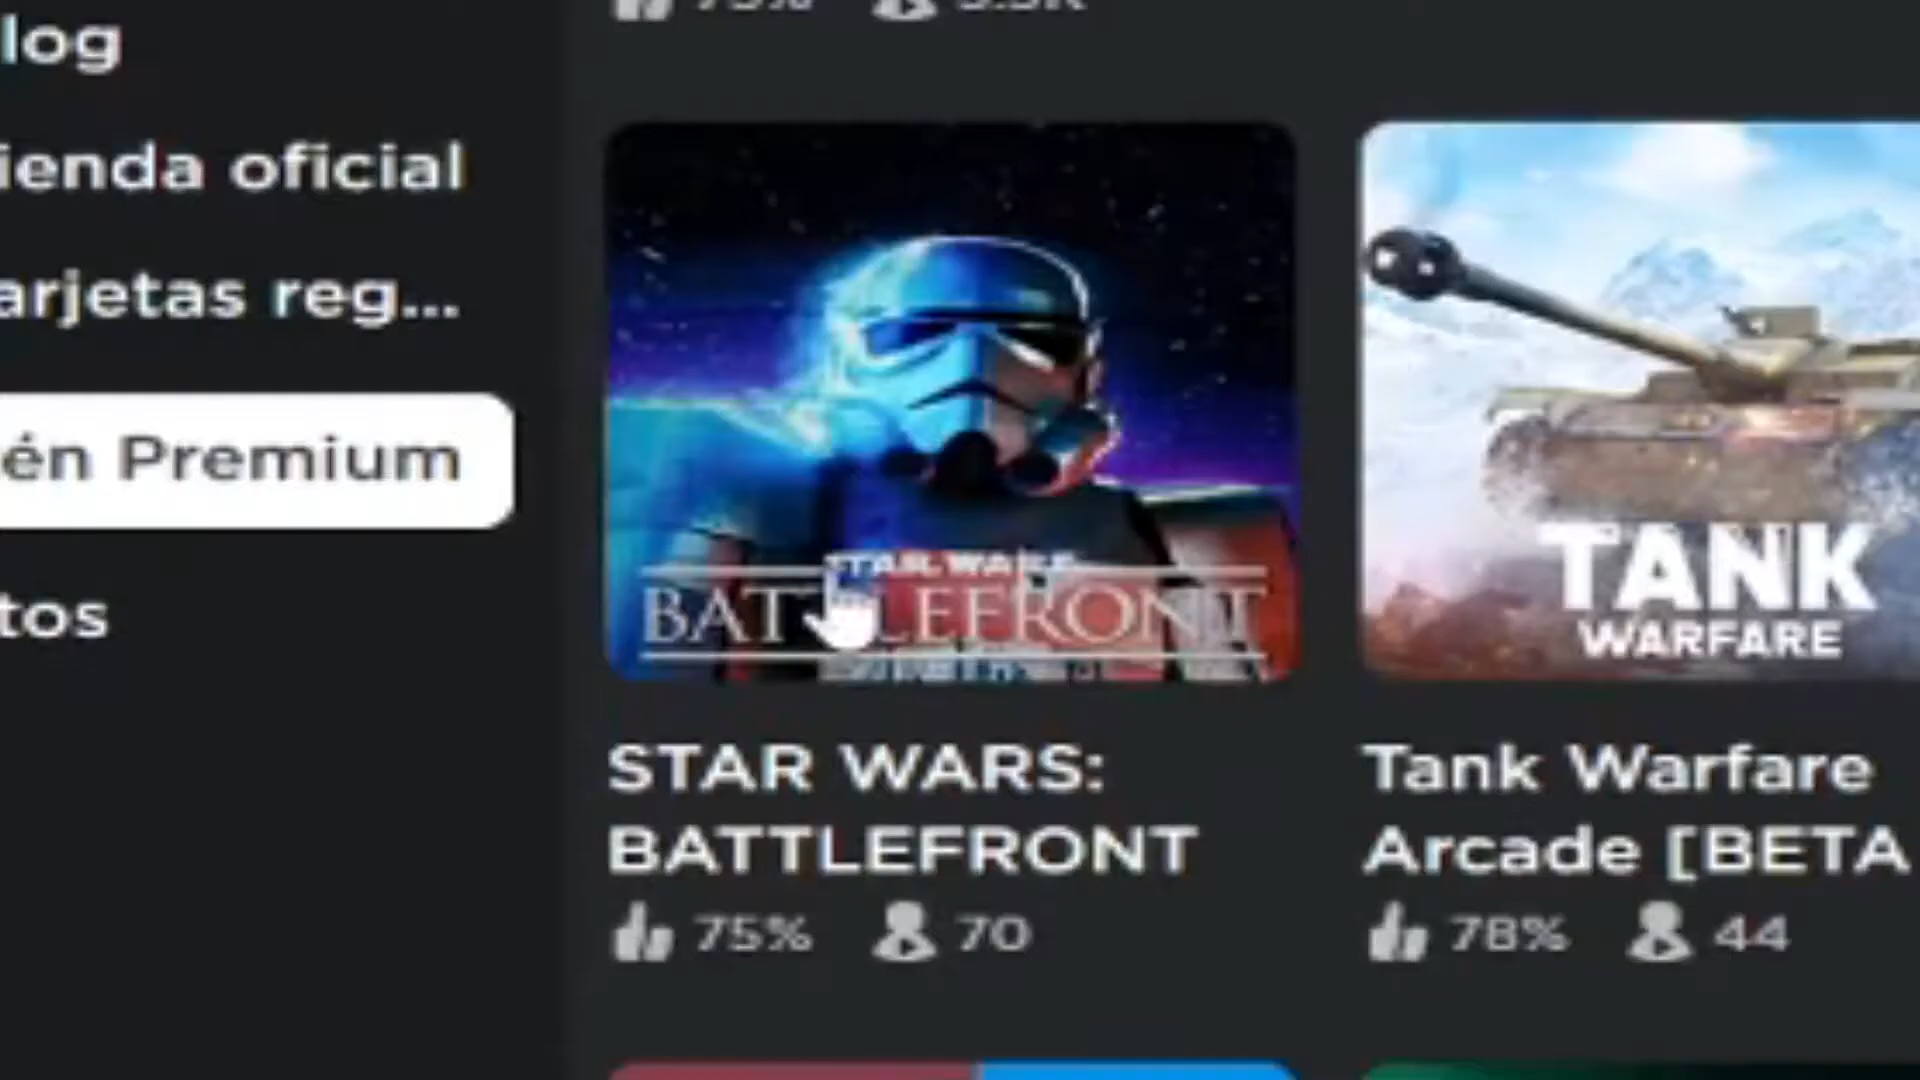 log
ienda oficial
arjetas reg...
én Premium
tos
STAR WARS
BATTLEFRONT
STAR WARS:
BATTLEFRONT
75% 70
TANK
WARFARE
Tank Warfare
Arcade [BETA
78% 44